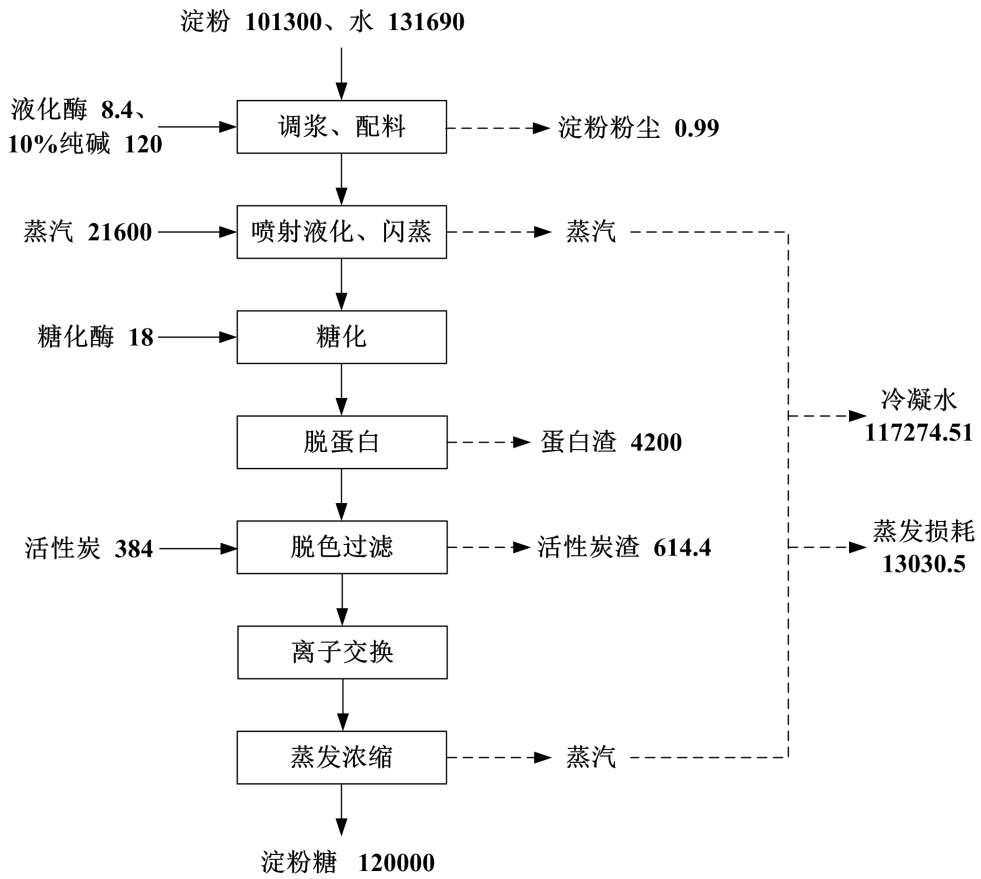 淀粉 101300、水 131690
液化酶 8.4、
10%纯碱 120
调浆、配料
淀粉粉尘 0.99
蒸汽 21600
喷射液化、闪蒸
蒸汽
糖化酶 18
糖化
冷凝水
117274.51
脱蛋白
蛋白渣 4200
活性炭 384
脱色过滤
活性炭渣 614.4
蒸发损耗
13030.5
离子交换
蒸发浓缩
蒸汽
淀粉糖 120000